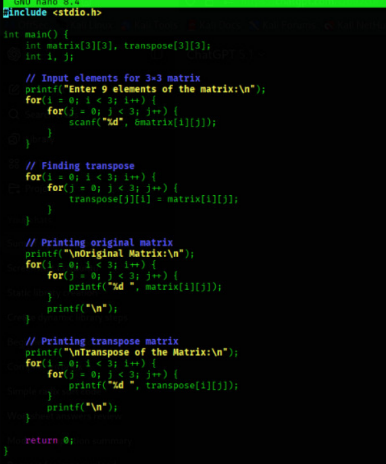 GNU nano 8.4
#include <stdio.h>
int main() {
    int matrix[3][3], transpose[3][3];
    int i, j;

    // Input elements for 3×3 matrix
    printf("Enter 9 elements of the matrix:\n");
    for(i = 0; i < 3; i++) {
        for(j = 0; j < 3; j++) {
            scanf("%d", &matrix[i][j]);
        }
    }

    // Finding transpose
    for(i = 0; i < 3; i++) {
        for(j = 0; j < 3; j++) {
            transpose[j][i] = matrix[i][j];
        }
    }

    // Printing original matrix
    printf("\nOriginal Matrix:\n");
    for(i = 0; i < 3; i++) {
        for(j = 0; j < 3; j++) {
            printf("%d ", matrix[i][j]);
        }
        printf("\n");
    }

    // Printing transpose matrix
    printf("\nTranspose of the Matrix:\n");
    for(i = 0; i < 3; i++) {
        for(j = 0; j < 3; j++) {
            printf("%d ", transpose[i][j]);
        }
        printf("\n");
    }

    return 0;
}